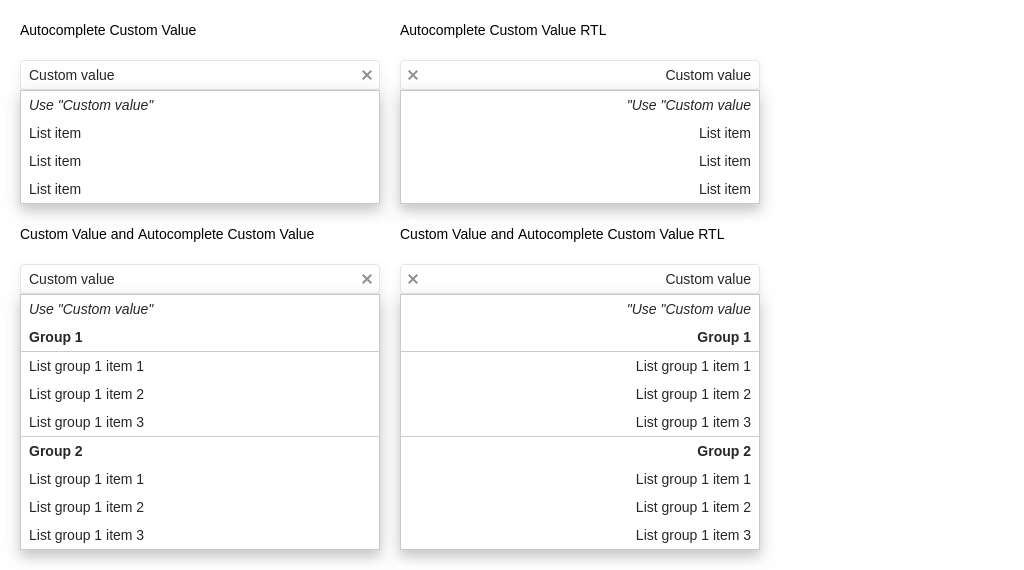 Autocomplete Custom Value
Custom value
Use "Custom value"
List item
List item
List item
Autocomplete Custom Value RTL
Custom value
"Use "Custom value
List item
List item
List item
Custom Value and Autocomplete Custom Value
Custom value
Use "Custom value"
Group 1
List group 1 item 1
List group 1 item 2
List group 1 item 3
Group 2
List group 1 item 1
List group 1 item 2
List group 1 item 3
Custom Value and Autocomplete Custom Value RTL
Custom value
"Use "Custom value
Group 1
List group 1 item 1
List group 1 item 2
List group 1 item 3
Group 2
List group 1 item 1
List group 1 item 2
List group 1 item 3